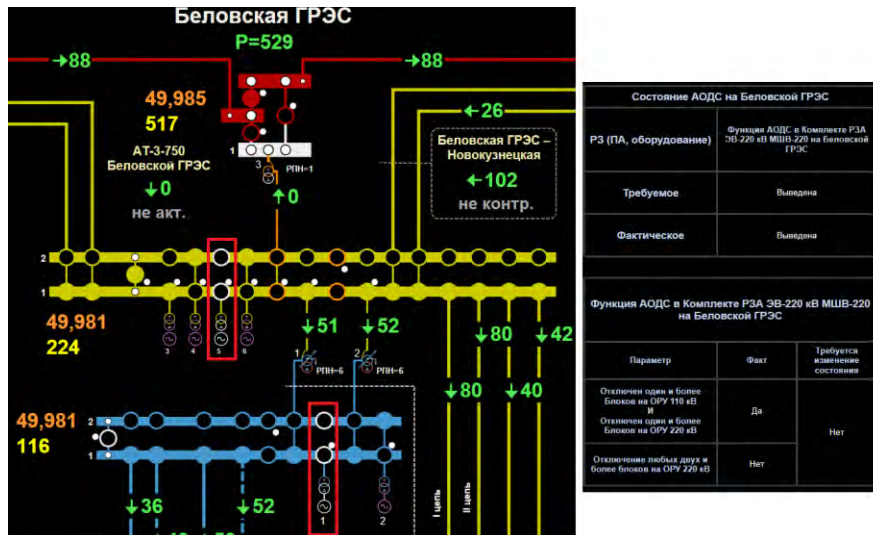 Беловская ГРЭС
P=529
88
88
49,985
517
26
АТ-3-750
Беловской ГРЭС
0
не акт.
1
3
РПН=1
0
Беловская ГРЭС –
Новокузнецкая
102
не контр.
2
1
49,981
224
3
4
5
6
51
52
80
42
1
РПН=6
2
РПН=6
80
40
49,981
116
2
1
36
52
1
2
I цепь
II цепь
Состояние АОДС на Беловской ГРЭС
РЗ (ПА, оборудование)
Функция АОДС в Комплекте РЗА
ЭВ-220 кВ МШВ-220 на Беловской
ГРЭС
Требуемое
Выведена
Фактическое
Выведена
Функция АОДС в Комплекте РЗА ЭВ-220 кВ МШВ-220
на Беловской ГРЭС
Параметр
Факт
Требуется
изменение
состояния
Отключен один и более
Блоков на ОРУ 110 кВ
И
Отключен один и более
Блоков на ОРУ 220 кВ
Да
Нет
Отключение любых двух и
более блоков на ОРУ 220 кВ
Нет